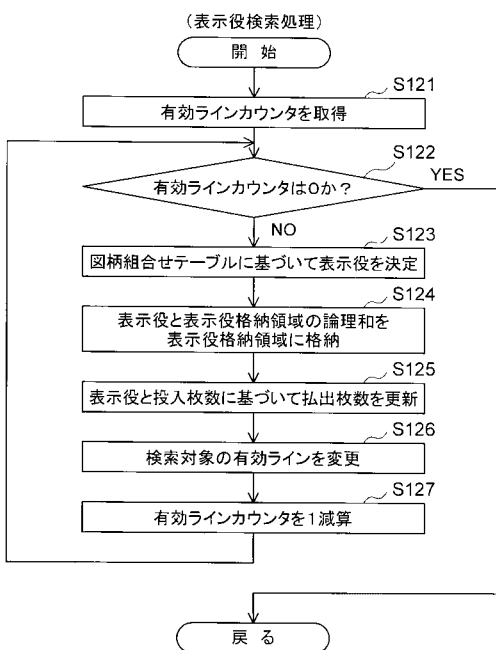 (表示役検索処理)
開 始
S121
有効ラインカウンタを取得
S122
有効ラインカウンタは0か?
YES
NO
S123
図柄組合せテーブルに基づいて表示役を決定
S124
表示役と表示役格納領域の論理和を
表示役格納領域に格納
S125
表示役と投入枚数に基づいて払出枚数を更新
S126
検索対象の有効ラインを変更
S127
有効ラインカウンタを1減算
戻 る